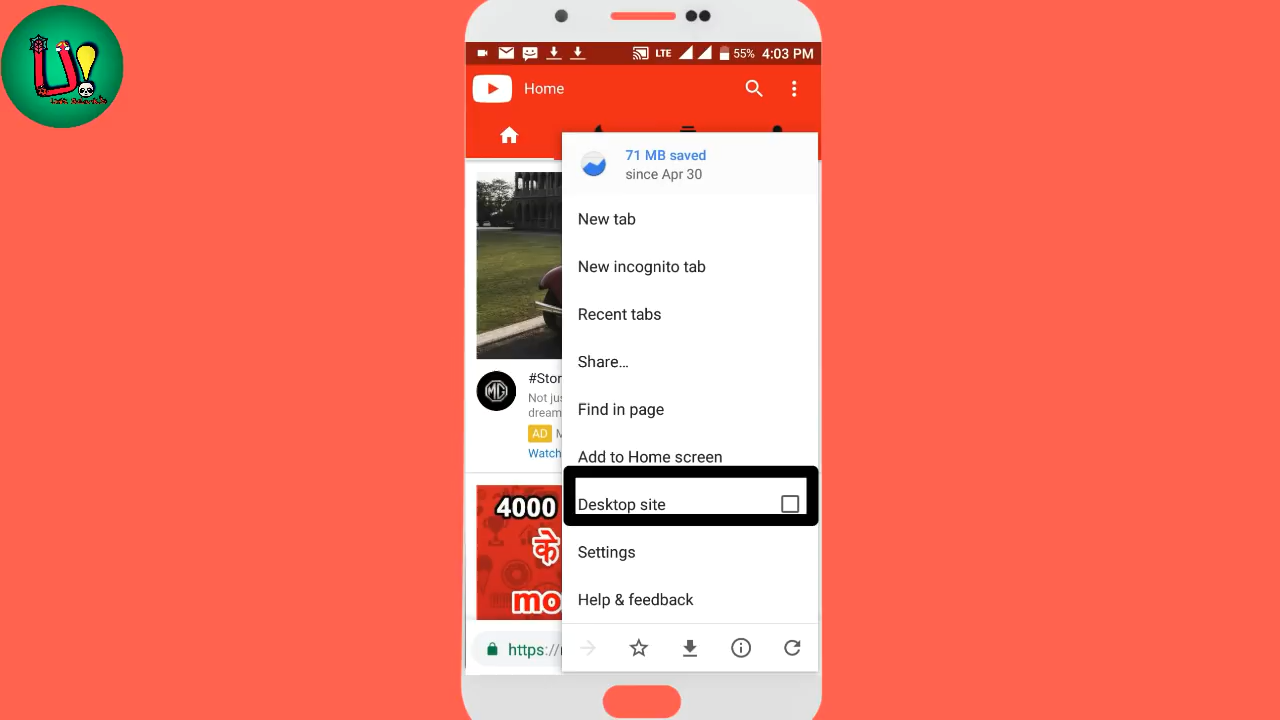 LTE 55% 4:03 PM
Home
71 MB saved
since Apr 30
New tab
New incognito tab
Recent tabs
Share...
Find in page
Add to Home screen
Desktop site
Settings
Help & feedback
#Stor
Not jus
dream
AD M
Watch
4000
के
mo
https://
MG
U!